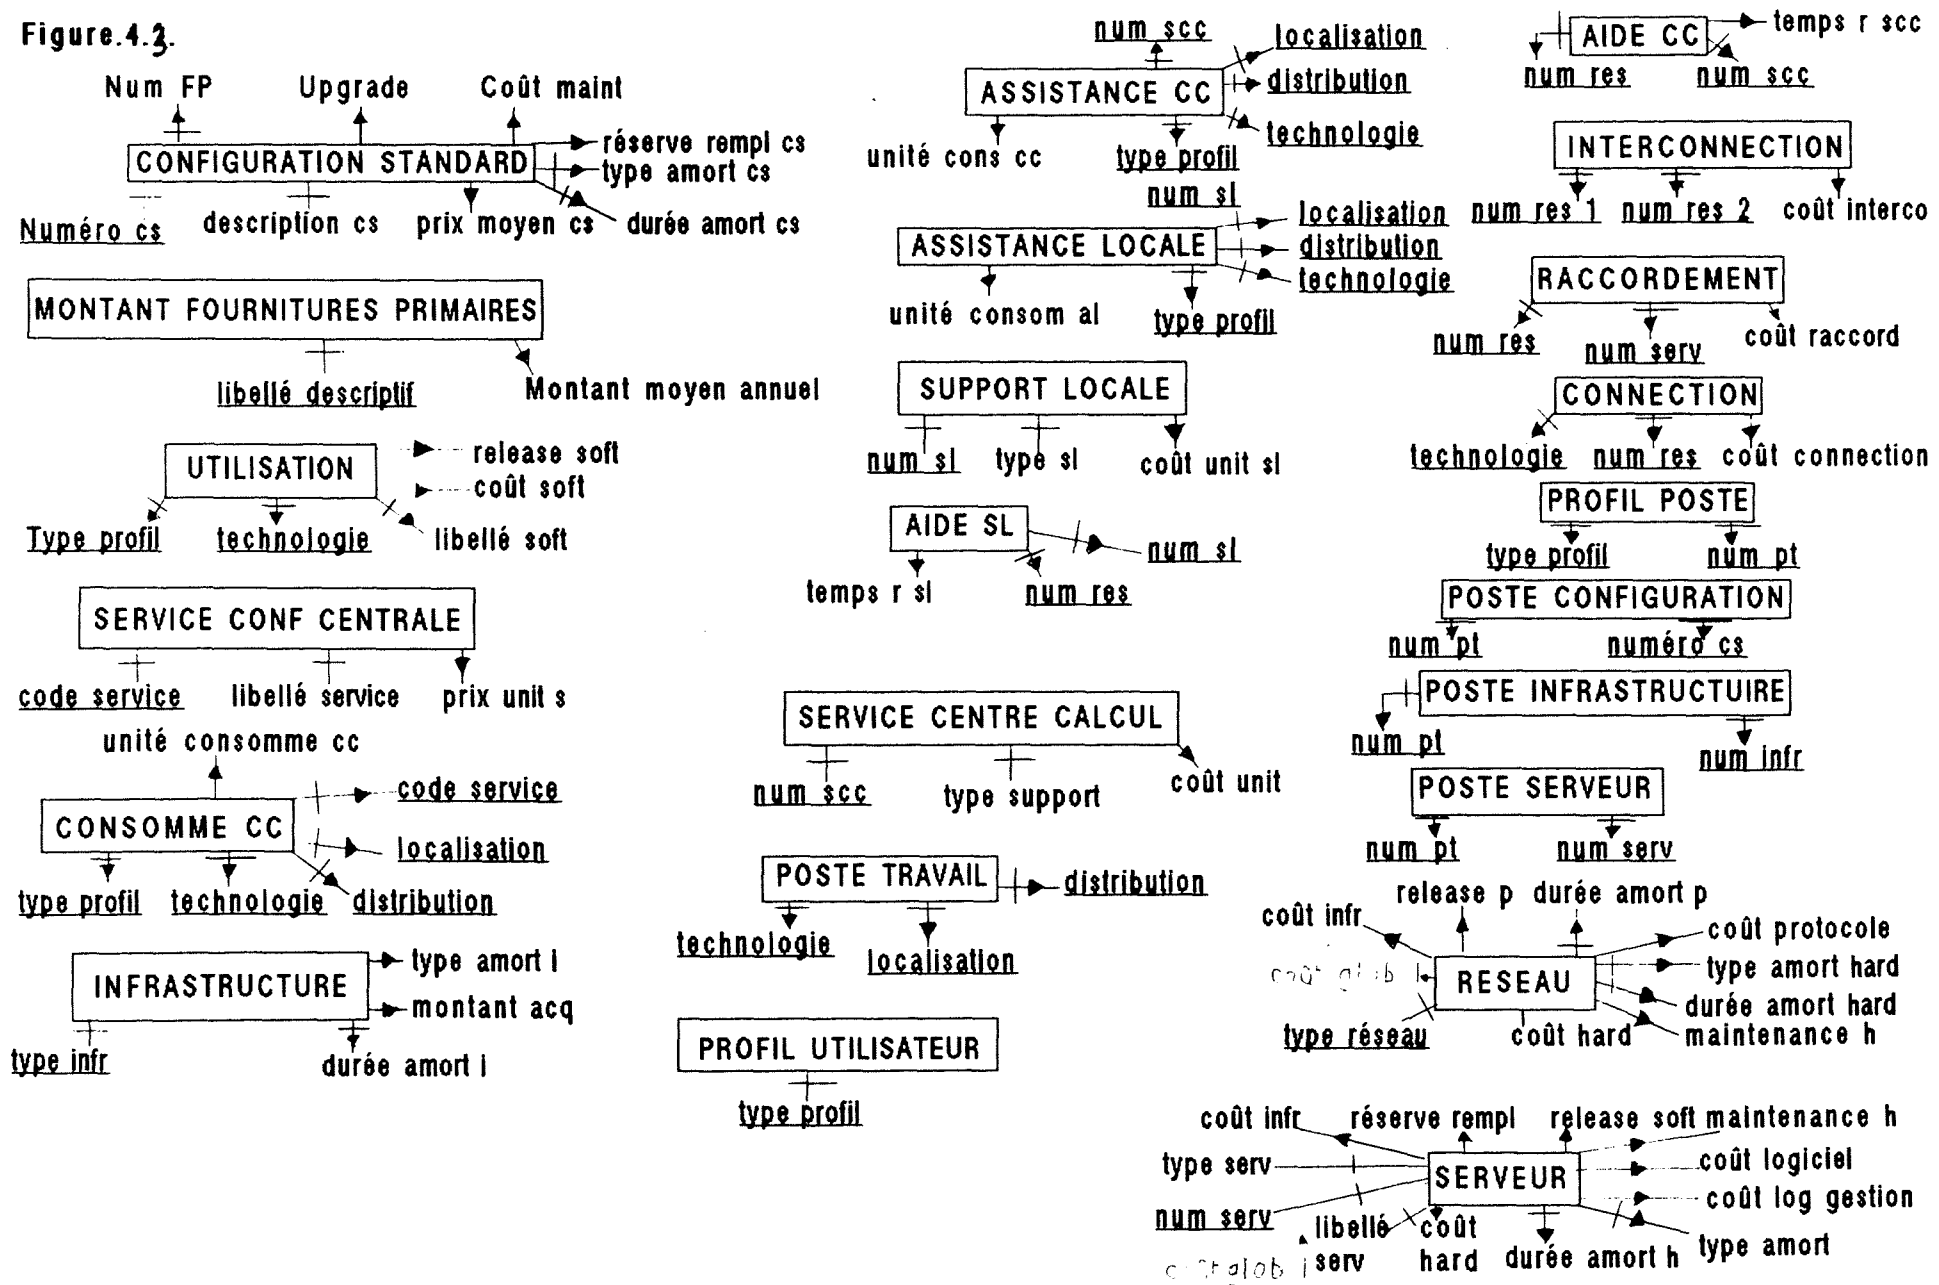 Figure.4.3.
Num FP
Upgrade
Coût maint
CONFIGURATION STANDARD
réserve rempl cs
type amort cs
durée amort cs
Numéro cs
description cs
prix moyen cs
MONTANT FOURNITURES PRIMAIRES
libellé descriptif
Montant moyen annuel
UTILISATION
release soft
coût soft
libellé soft
Type profil
technologie
SERVICE CONF CENTRALE
code service
libellé service
prix unit s
unité consomme cc
CONSOMME CC
code service
localisation
distribution
type profil
technologie
INFRASTRUCTURE
type amort i
montant acq
durée amort i
type infr
num scc
ASSISTANCE CC
localisation
distribution
technologie
unité cons cc
type profil
num sl
ASSISTANCE LOCALE
localisation
distribution
technologie
unité consom al
type profil
SUPPORT LOCALE
num sl
type sl
coût unit sl
AIDE SL
num sl
temps r sl
num res
SERVICE CENTRE CALCUL
num scc
type support
coût unit
POSTE TRAVAIL
distribution
technologie
localisation
PROFIL UTILISATEUR
type profil
AIDE CC
temps r scc
num res
num scc
INTERCONNECTION
num res 1
num res 2
coût interco
RACCORDEMENT
num res
num serv
coût raccord
CONNECTION
technologie
num res
coût connection
PROFIL POSTE
type profil
num pt
POSTE CONFIGURATION
num pt
numéro cs
POSTE INFRASTRUCTUIRE
num pt
num infr
POSTE SERVEUR
num pt
num serv
release p
durée amort p
coût infr
coût protocole
coût glob
RESEAU
type amort hard
durée amort hard
type réseau
coût hard
maintenance h
coût infr
réserve rempl
release soft
maintenance h
type serv
SERVEUR
coût logiciel
coût log gestion
num serv
libellé serv
coût hard
durée amort h
type amort
glob